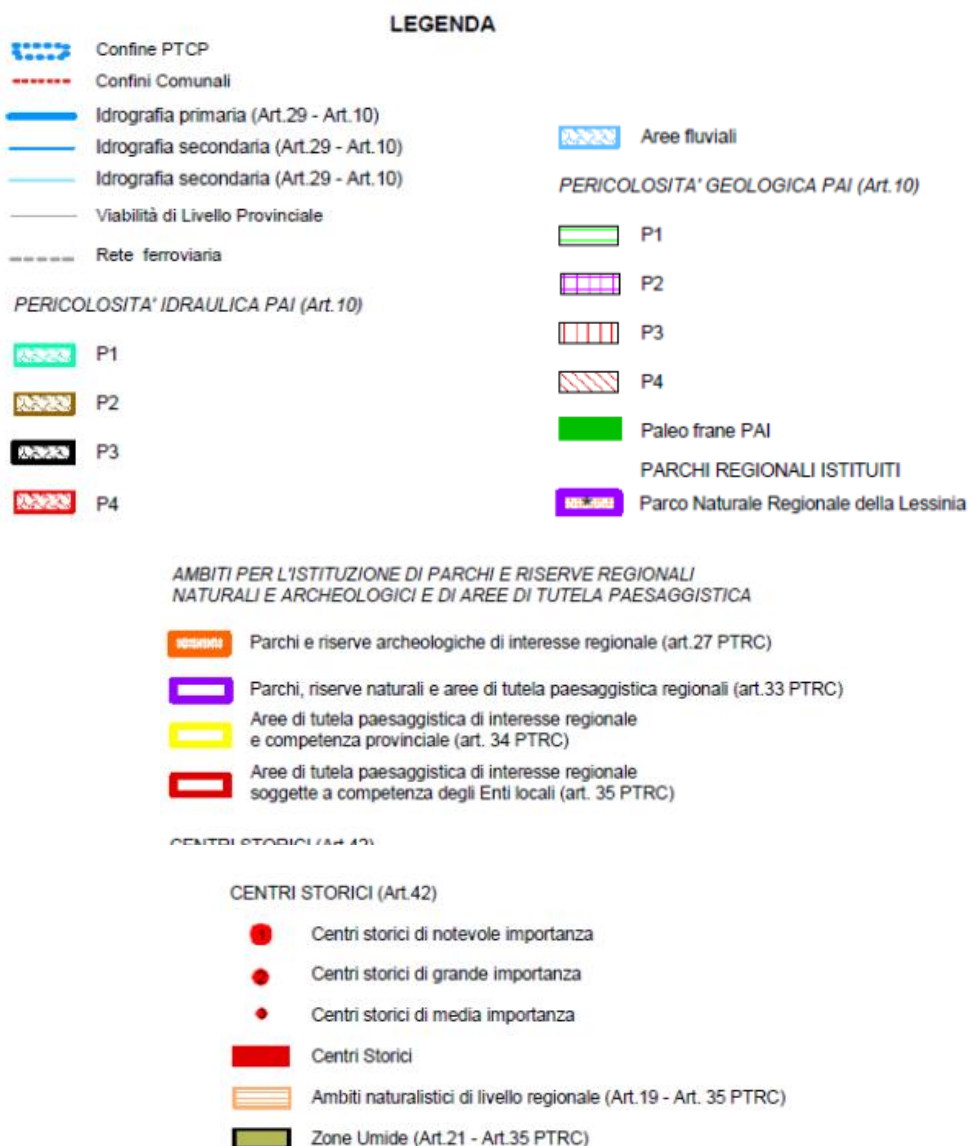 LEGENDA
Confine PTCP
Confini Comunali
Idrografia primaria (Art.29 - Art.10)
Idrografia secondaria (Art.29 - Art.10)
Idrografia secondaria (Art.29 - Art.10)
Viabilità di Livello Provinciale
Rete ferroviaria
PERICOLOSITA' IDRAULICA PAI (Art.10)
P1
P2
P3
P4
Aree fluviali
PERICOLOSITA' GEOLOGICA PAI (Art.10)
P1
P2
P3
P4
Paleo frane PAI
PARCHI REGIONALI ISTITUITI
Parco Naturale Regionale della Lessinia
AMBITI PER L'ISTITUZIONE DI PARCHI E RISERVE REGIONALI
NATURALI E ARCHEOLOGICI E DI AREE DI TUTELA PAESAGGISTICA
Parchi e riserve archeologiche di interesse regionale (art.27 PTRC)
Parchi, riserve naturali e aree di tutela paesaggistica regionali (art.33 PTRC)
Aree di tutela paesaggistica di interesse regionale
e competenza provinciale (art. 34 PTRC)
Aree di tutela paesaggistica di interesse regionale
soggette a competenza degli Enti locali (art. 35 PTRC)
CENTRI STORICI (Art.42)
CENTRI STORICI (Art.42)
1 Centri storici di notevole importanza
2 Centri storici di grande importanza
Centri storici di media importanza
Centri Storici
Ambiti naturalistici di livello regionale (Art.19 - Art. 35 PTRC)
Zone Umide (Art.21 - Art.35 PTRC)